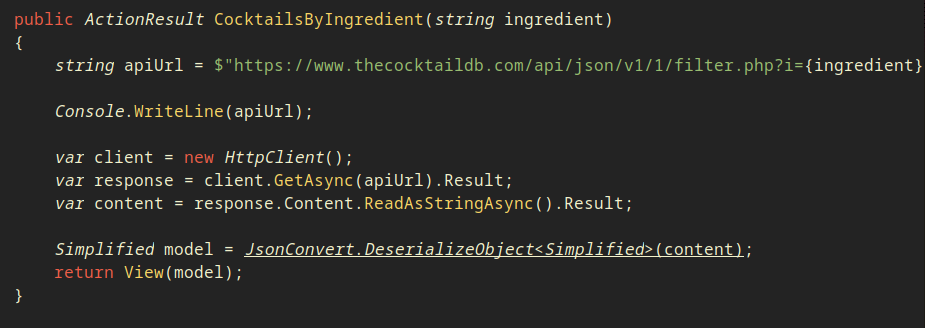 public ActionResult CocktailsByIngredient(string ingredient)
{
    string apiUrl = $"https://www.thecocktaildb.com/api/json/v1/1/filter.php?i={ingredient}

    Console.WriteLine(apiUrl);

    var client = new HttpClient();
    var response = client.GetAsync(apiUrl).Result;
    var content = response.Content.ReadAsStringAsync().Result;

    Simplified model = JsonConvert.DeserializeObject<Simplified>(content);
    return View(model);
}